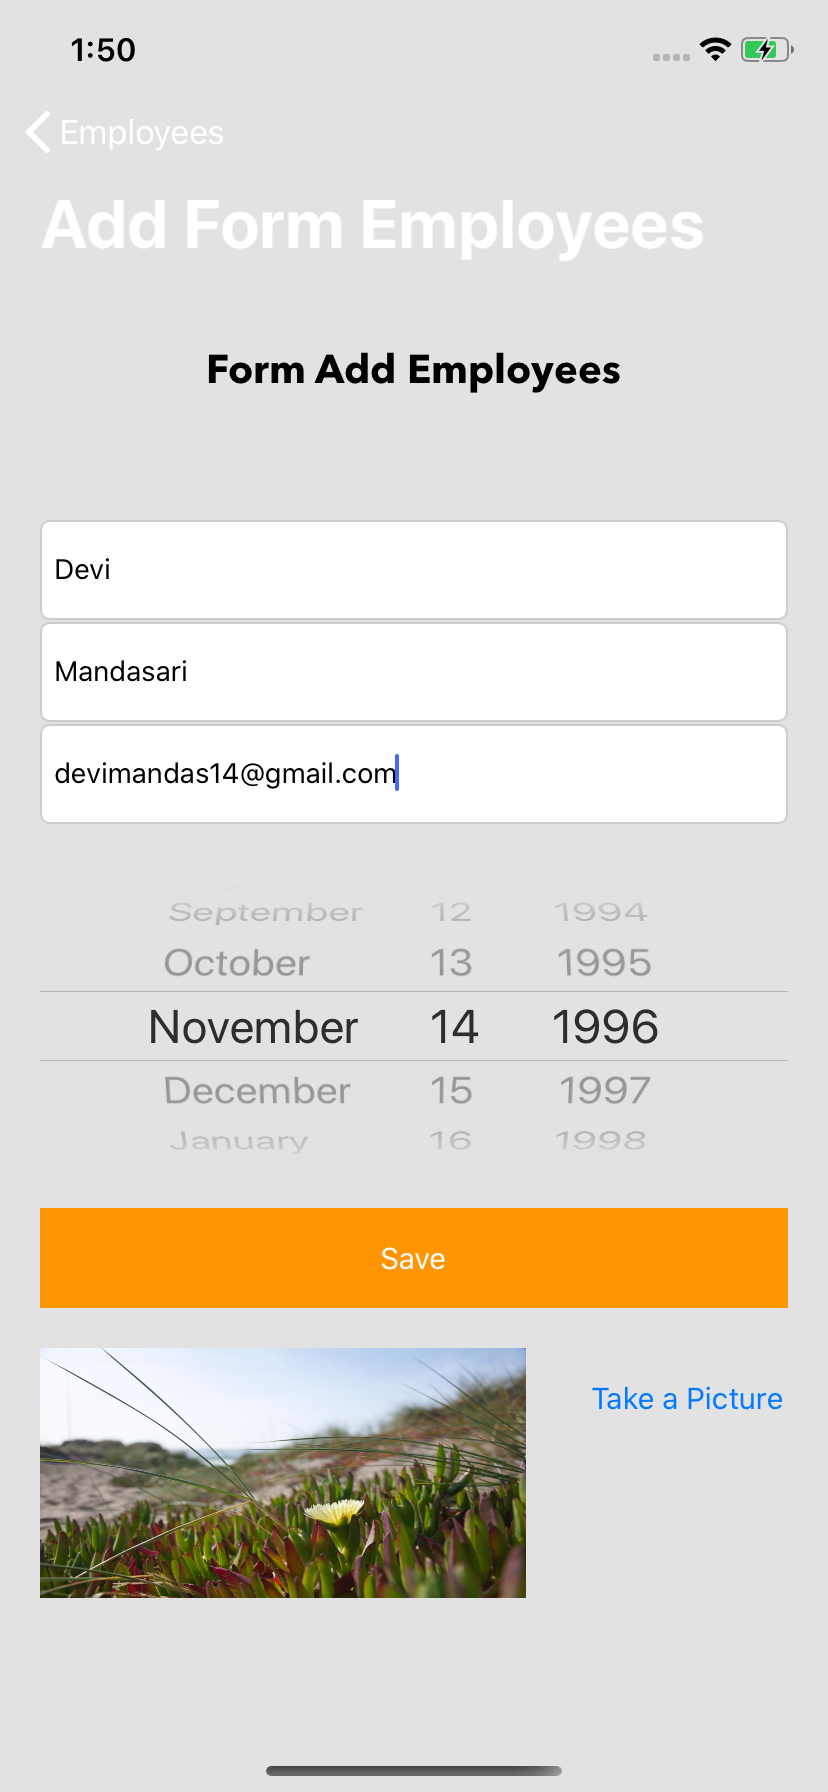 1:50
Employees
Add Form Employees
Form Add Employees
Devi
Mandasari
devimandas14@gmail.com
September 12 1994
October 13 1995
November 14 1996
December 15 1997
January 16 1998
Save
Take a Picture